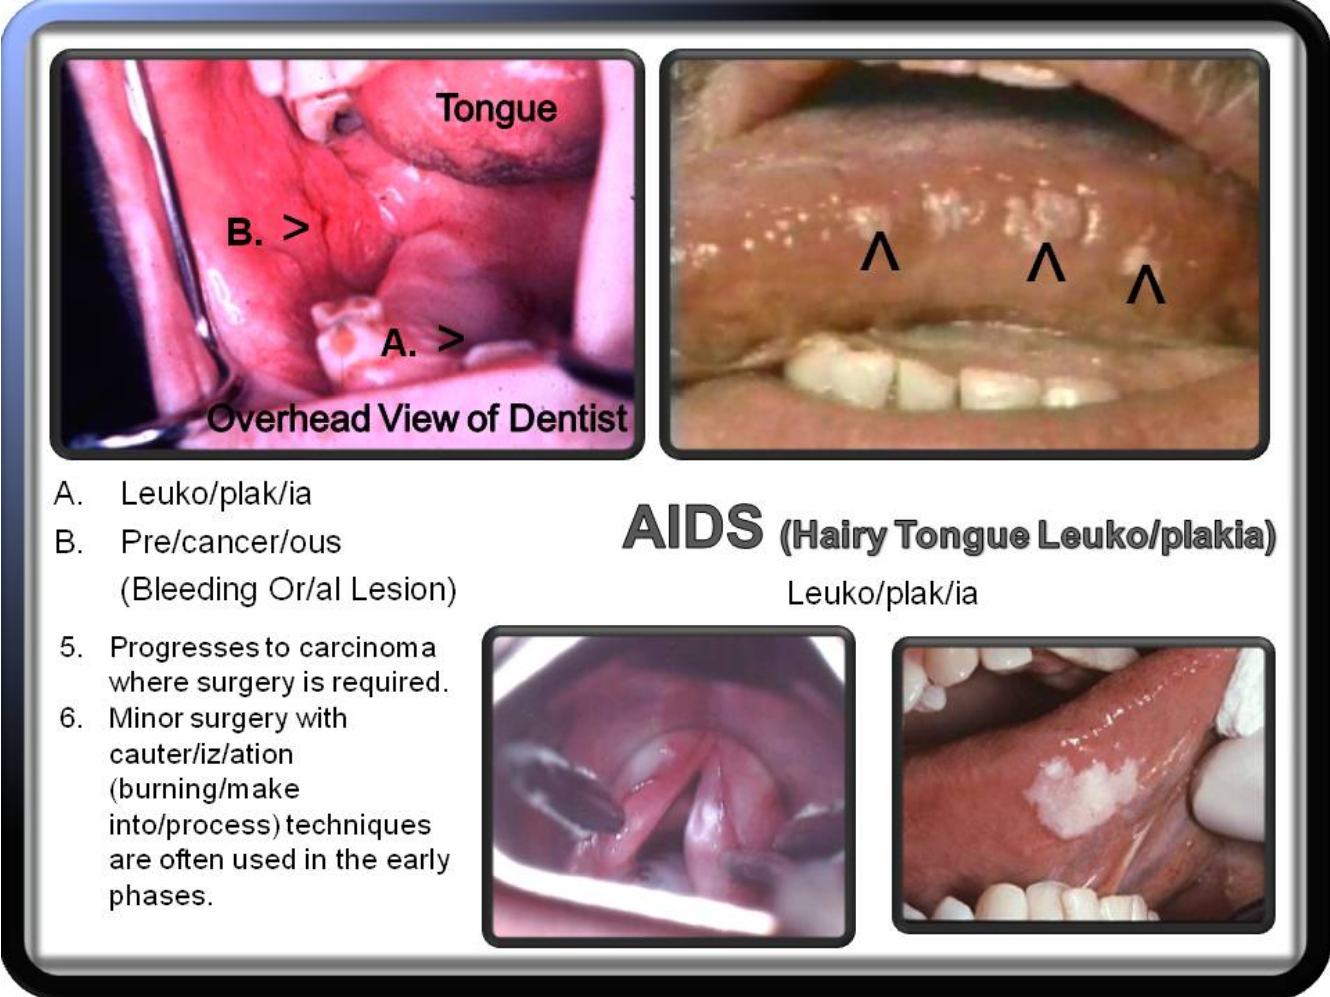 Tongue
B. >
A. >
Overhead View of Dentist
^ ^ ^
A. Leuko/plak/ia
B. Pre/cancer/ous
(Bleeding Or/al Lesion)
AIDS (Hairy Tongue Leuko/plakia)
Leuko/plak/ia
5. Progresses to carcinoma
where surgery is required.
6. Minor surgery with
cauter/iz/ation
(burning/make
into/process) techniques
are often used in the early
phases.